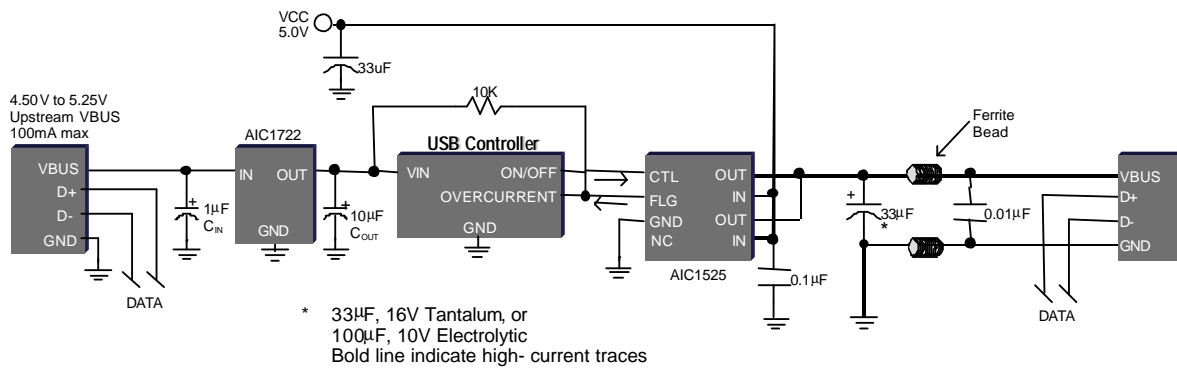 VCC
5.0V
33uF
4.50V to 5.25V
Upstream VBUS
100mA max
VBUS
D+
D-
GND
DATA
1µF
CIN
AIC1722
IN
OUT
GND
10µF
COUT
10K
USB Controller
VIN
ON/OFF
OVERCURRENT
GND
CTL
FLG
GND
NC
OUT
IN
OUT
IN
AIC1525
0.1µF
33µF
*
Ferrite
Bead
0.01µF
VBUS
D+
D-
GND
DATA
* 33µF, 16V Tantalum, or
100µF, 10V Electrolytic
Bold line indicate high- current traces